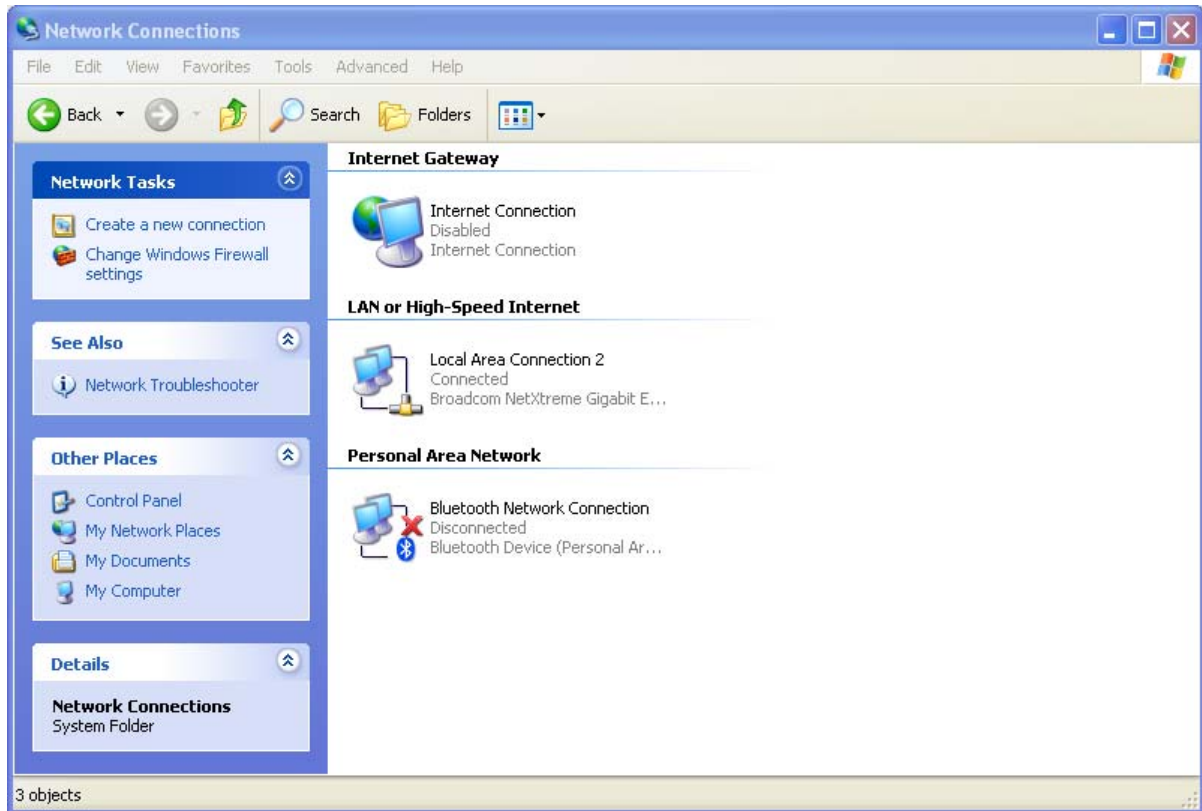 Network Connections
File Edit View Favorites Tools Advanced Help
Back Search Folders
Network Tasks
Create a new connection
Change Windows Firewall
settings
See Also
Network Troubleshooter
Other Places
Control Panel
My Network Places
My Documents
My Computer
Details
Network Connections
System Folder
Internet Gateway
Internet Connection
Disabled
Internet Connection
LAN or High-Speed Internet
Local Area Connection 2
Connected
Broadcom NetXtreme Gigabit E...
Personal Area Network
Bluetooth Network Connection
Disconnected
Bluetooth Device (Personal Ar...
3 objects